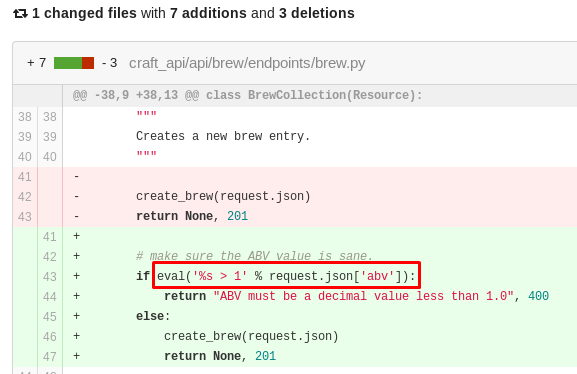 1 changed files with 7 additions and 3 deletions
+ 7 - 3 craft_api/api/brew/endpoints/brew.py
@@ -38,9 +38,13 @@ class BrewCollection(Resource):
38 38 """
39 39 Creates a new brew entry.
40 40 """
41 -
42 - create_brew(request.json)
43 - return None, 201
41 +
42 + # make sure the ABV value is sane.
43 + if eval('%s > 1' % request.json['abv']):
44 + return "ABV must be a decimal value less than 1.0", 400
45 + else:
46 + create_brew(request.json)
47 + return None, 201